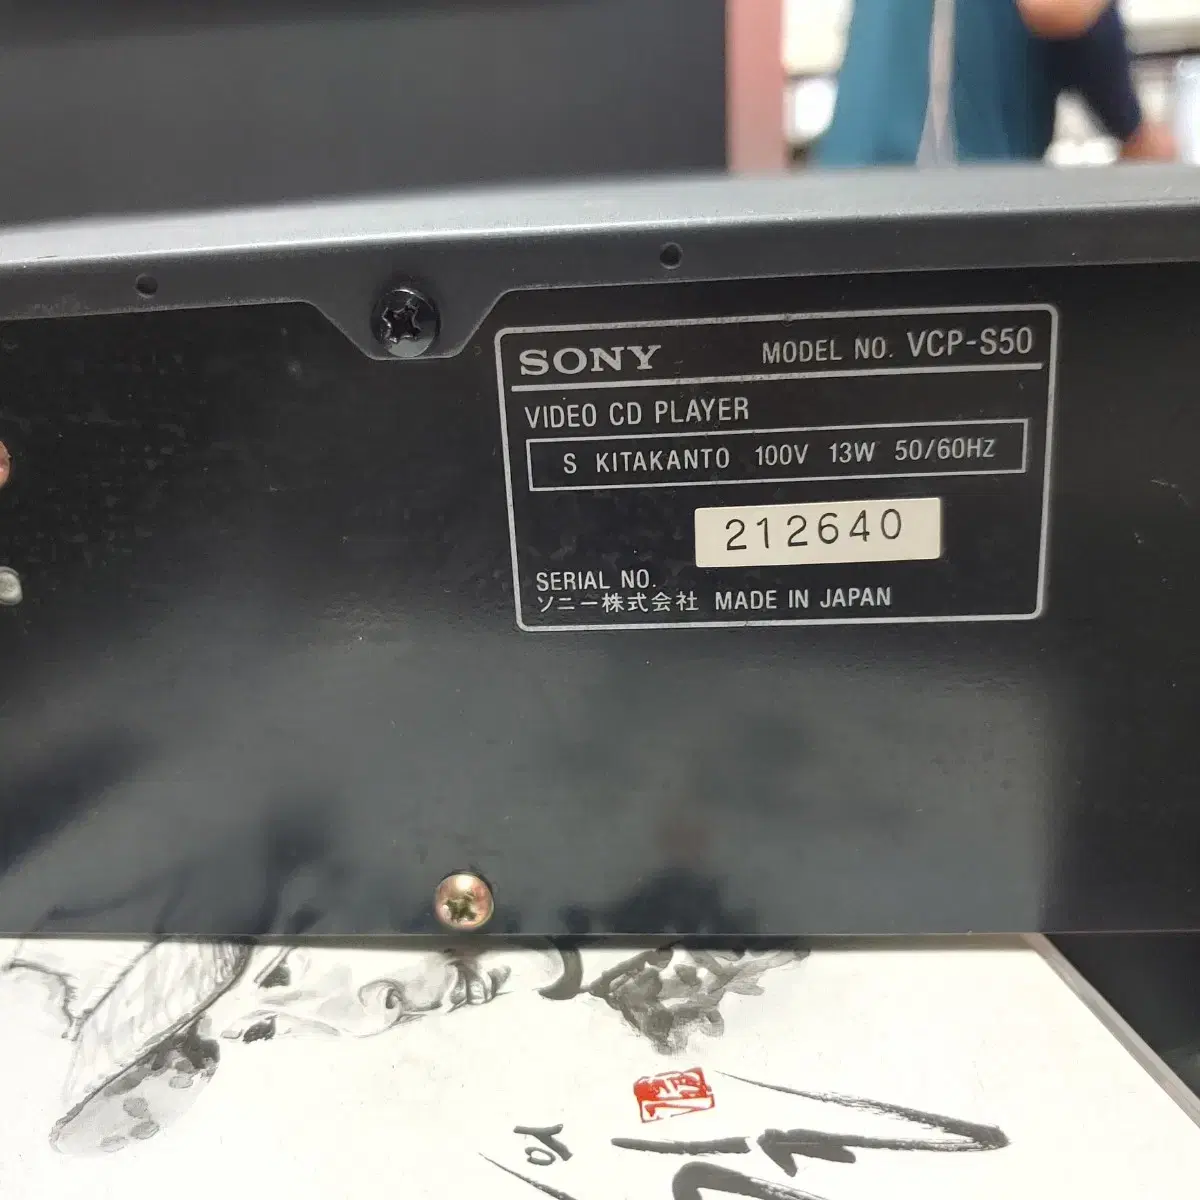 SONY MODEL NO. VCP-S50
VIDEO CD PLAYER
S KITAKANTO 100V 13W 50/60HZ
212640
SERIAL NO.
ソニー株式会社 MADE IN JAPAN